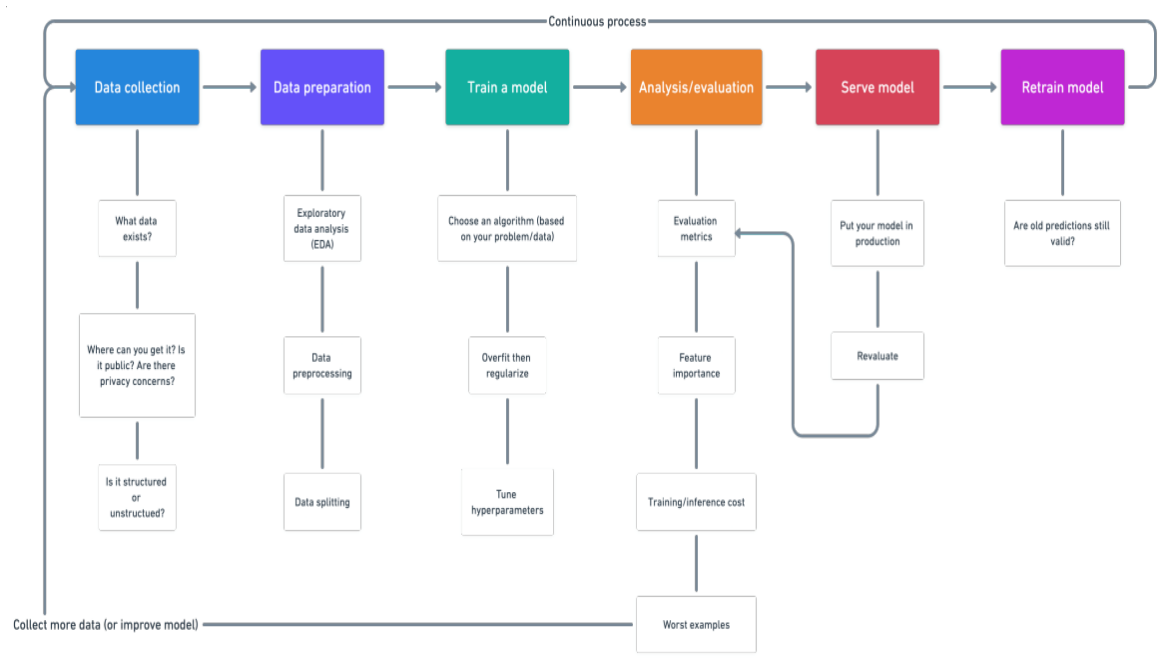 Continuous process
Data collection
Data preparation
Train a model
Analysis/evaluation
Serve model
Retrain model
What data
exists?
Where can you get it? Is
it public? Are there
privacy concerns?
Is it structured
or
unstructued?
Exploratory
data analysis
(EDA)
Data
preprocessing
Data splitting
Choose an algorithm (based
on your problem/data)
Overfit then
regularize
Tune
hyperparameters
Evaluation
metrics
Feature
importance
Training/inference cost
Worst examples
Put your model in
production
Revaluate
Are old predictions still
valid?
Collect more data (or improve model)